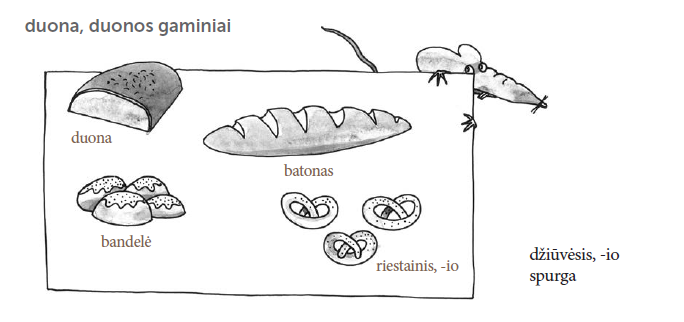 duona, duonos gaminiai
duona
batonas
bandelė
riestainis, -io
džiūvėsis, -io
spurga